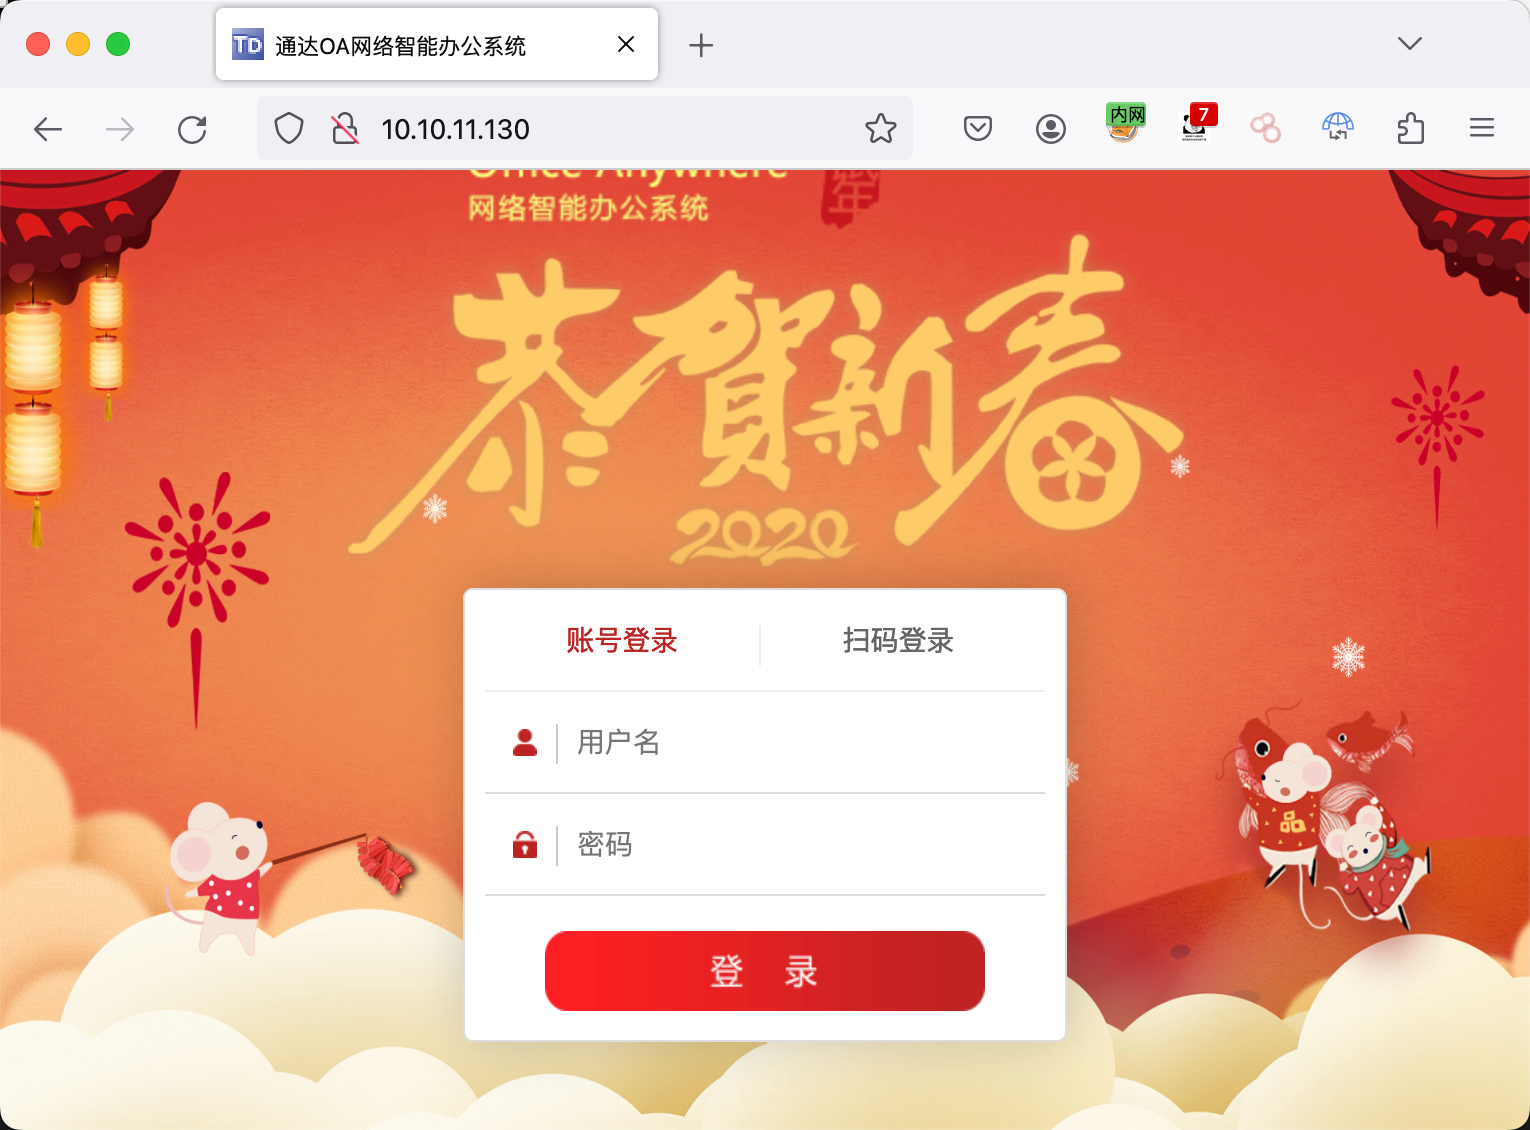 TD 通达OA网络智能办公系统
10.10.11.130
内网
7
Office Anywhere
网络智能办公系统
年
恭賀新春
2020
账号登录
扫码登录
用户名
密码
登 录
品